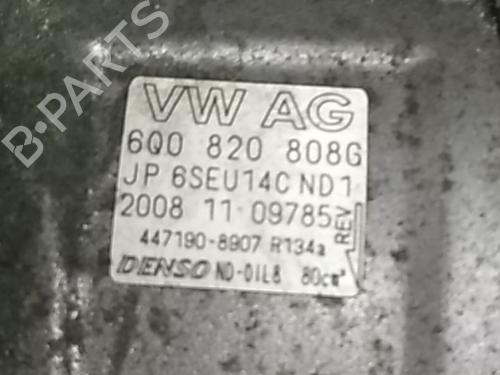 B-PARTS
VW AG
6Q0 820 808G
JP 6SEU14C ND1
2008 11 09785
REV
447190-8907 R134a
DENSO ND-OIL8 80cm³